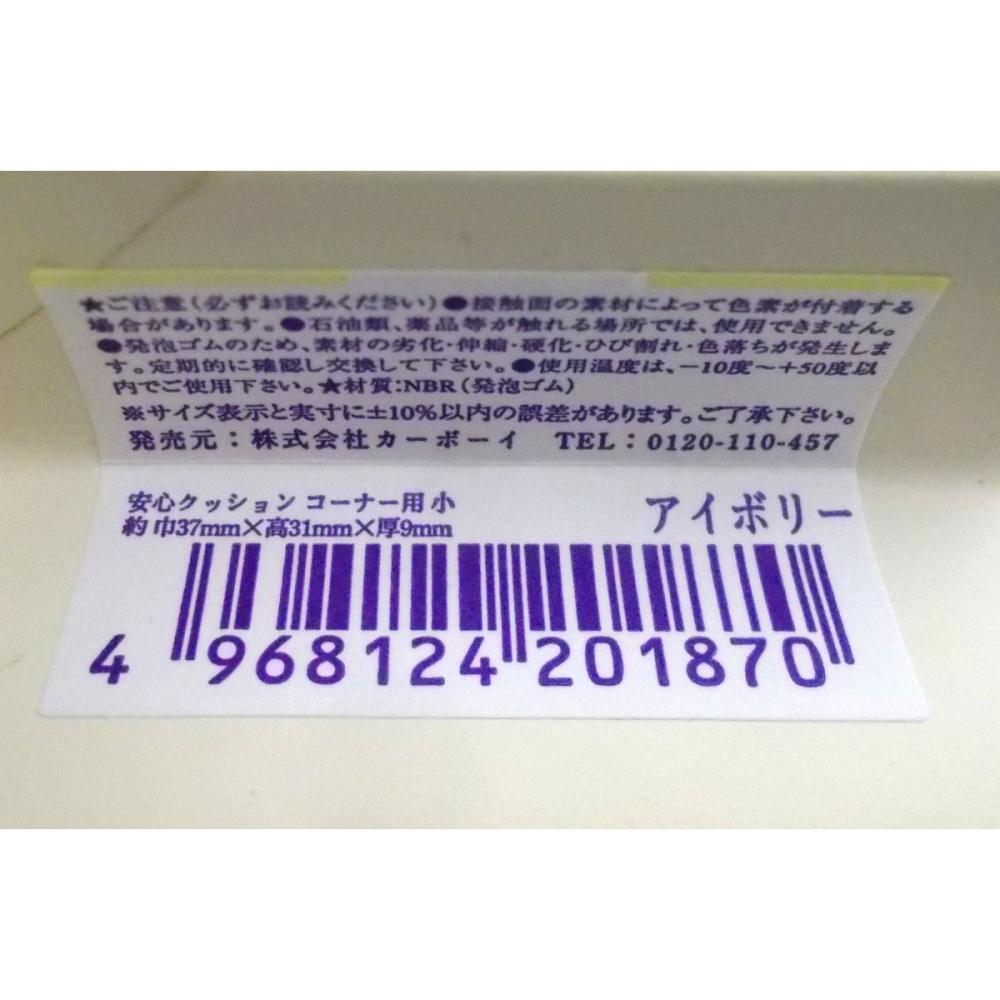 ★ご注意(必ずお読みください)●接触面の素材によって色素が付着する
場合があります。●石油類、薬品等が触れる場所では、使用できません。
●発泡ゴムのため、素材の劣化・伸縮・硬化・ひび割れ・色落ちが発生しま
す。定期的に確認し交換して下さい。●使用温度は、−10度〜+50度以
内でご使用下さい。★材質:NBR(発泡ゴム)
※サイズ表示と実寸に±10%以内の誤差があります。ご了承下さい。
発売元:株式会社カーボーイ TEL:0120-110-457
安心クッション コーナー用 小
約 巾37mm×高31mm×厚9mm
アイボリー
4 968124 201870